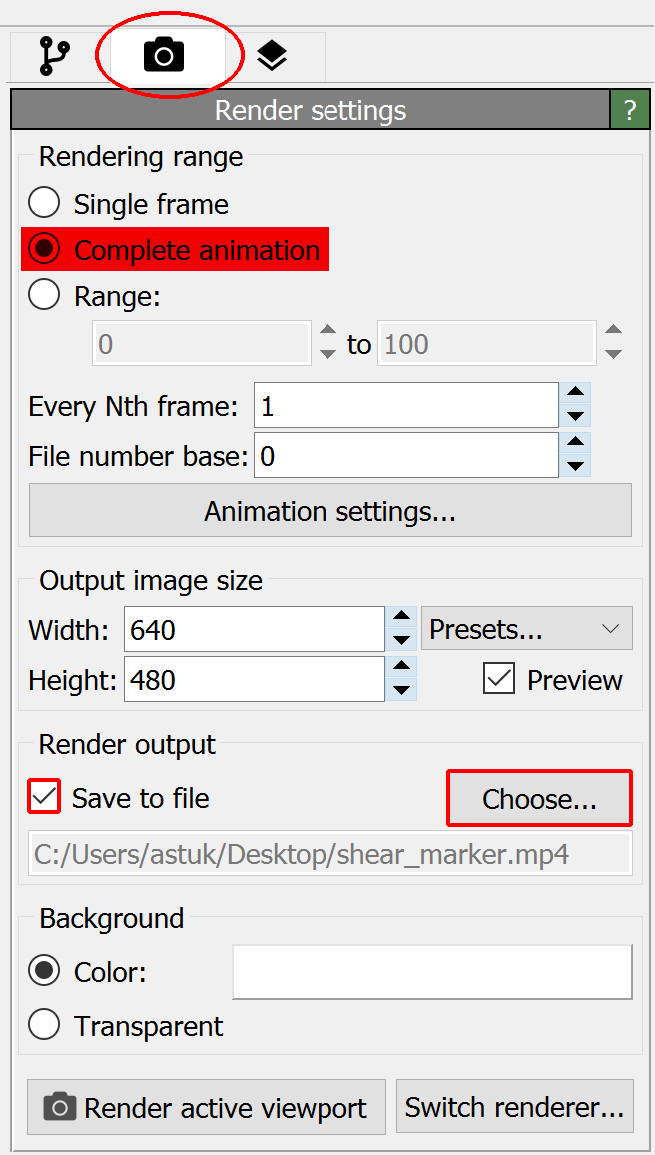 Render settings ?
Rendering range
Single frame
Complete animation
Range:
0 to 100
Every Nth frame: 1
File number base: 0
Animation settings...
Output image size
Width: 640 Presets...
Height: 480 Preview
Render output
Save to file Choose...
C:/Users/astuk/Desktop/shear_marker.mp4
Background
Color:
Transparent
Render active viewport Switch renderer...